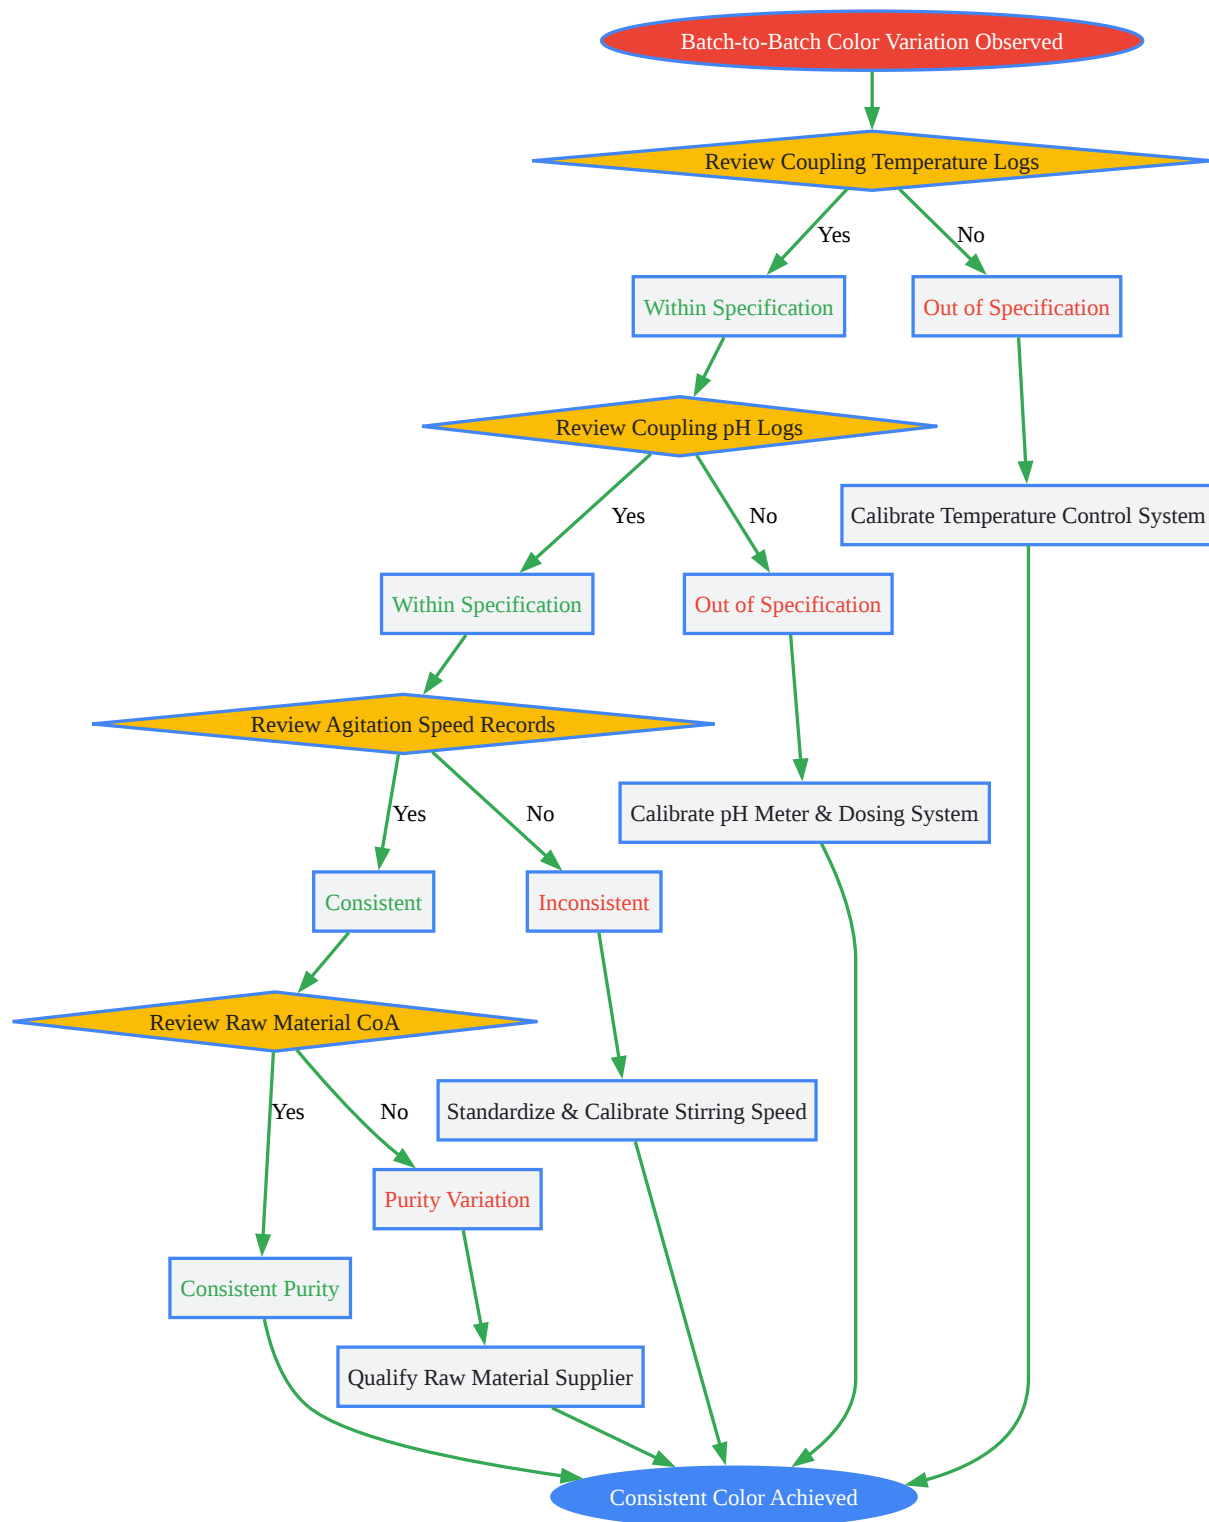 Batch-to-Batch Color Variation Observed
Review Coupling Temperature Logs
Yes
No
Within Specification
Out of Specification
Review Coupling pH Logs
Yes
No
Calibrate Temperature Control System
Within Specification
Out of Specification
Review Agitation Speed Records
Yes
No
Calibrate pH Meter & Dosing System
Consistent
Inconsistent
Review Raw Material CoA
Yes
No
Standardize & Calibrate Stirring Speed
Purity Variation
Consistent Purity
Qualify Raw Material Supplier
Consistent Color Achieved